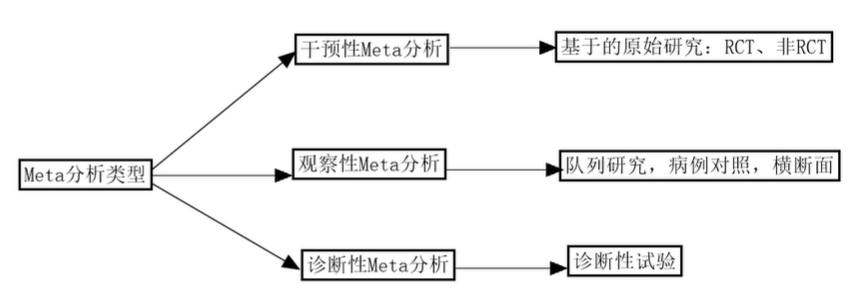 干预性Meta分析
基于的原始研究：RCT、非RCT
Meta分析类型
观察性Meta分析
队列研究，病例对照，横断面
诊断性Meta分析
诊断性试验